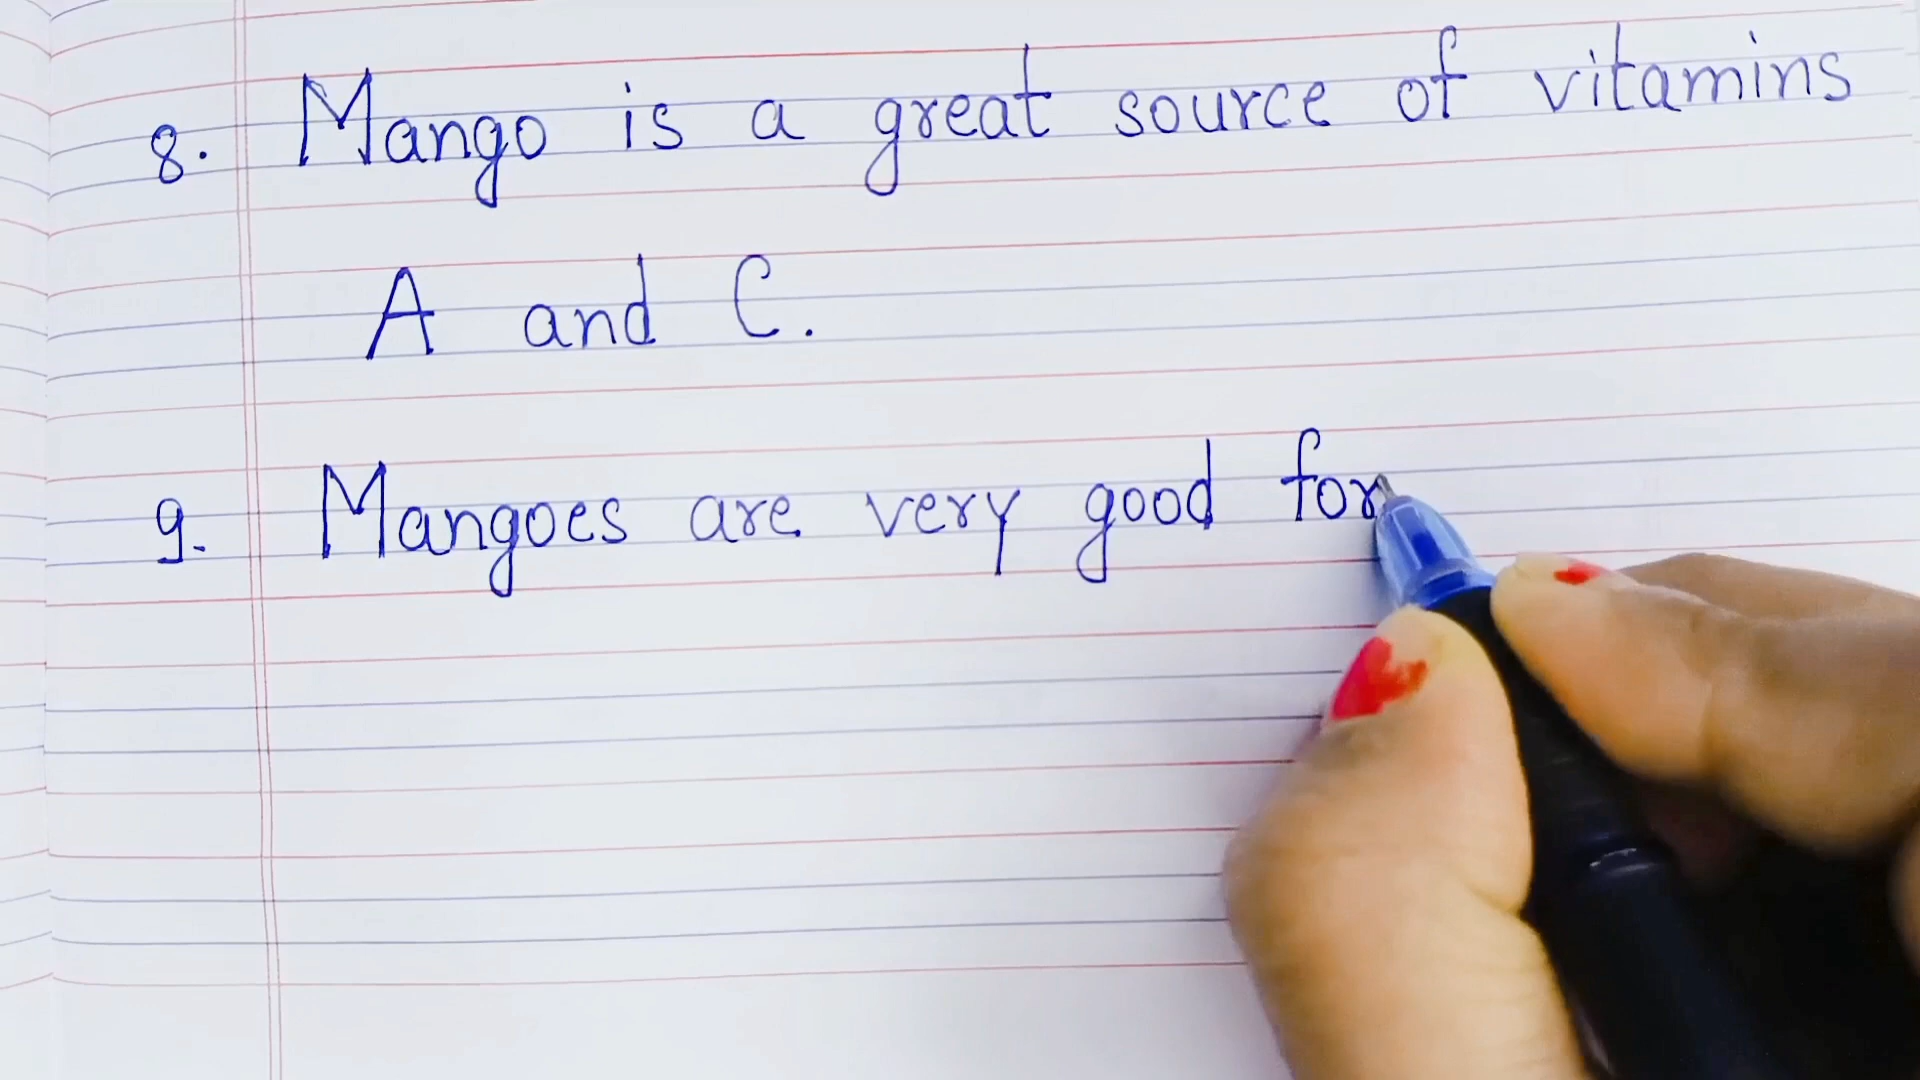 8. Mango is a great source of vitamins
A and C.
9. Mangoes are very good for